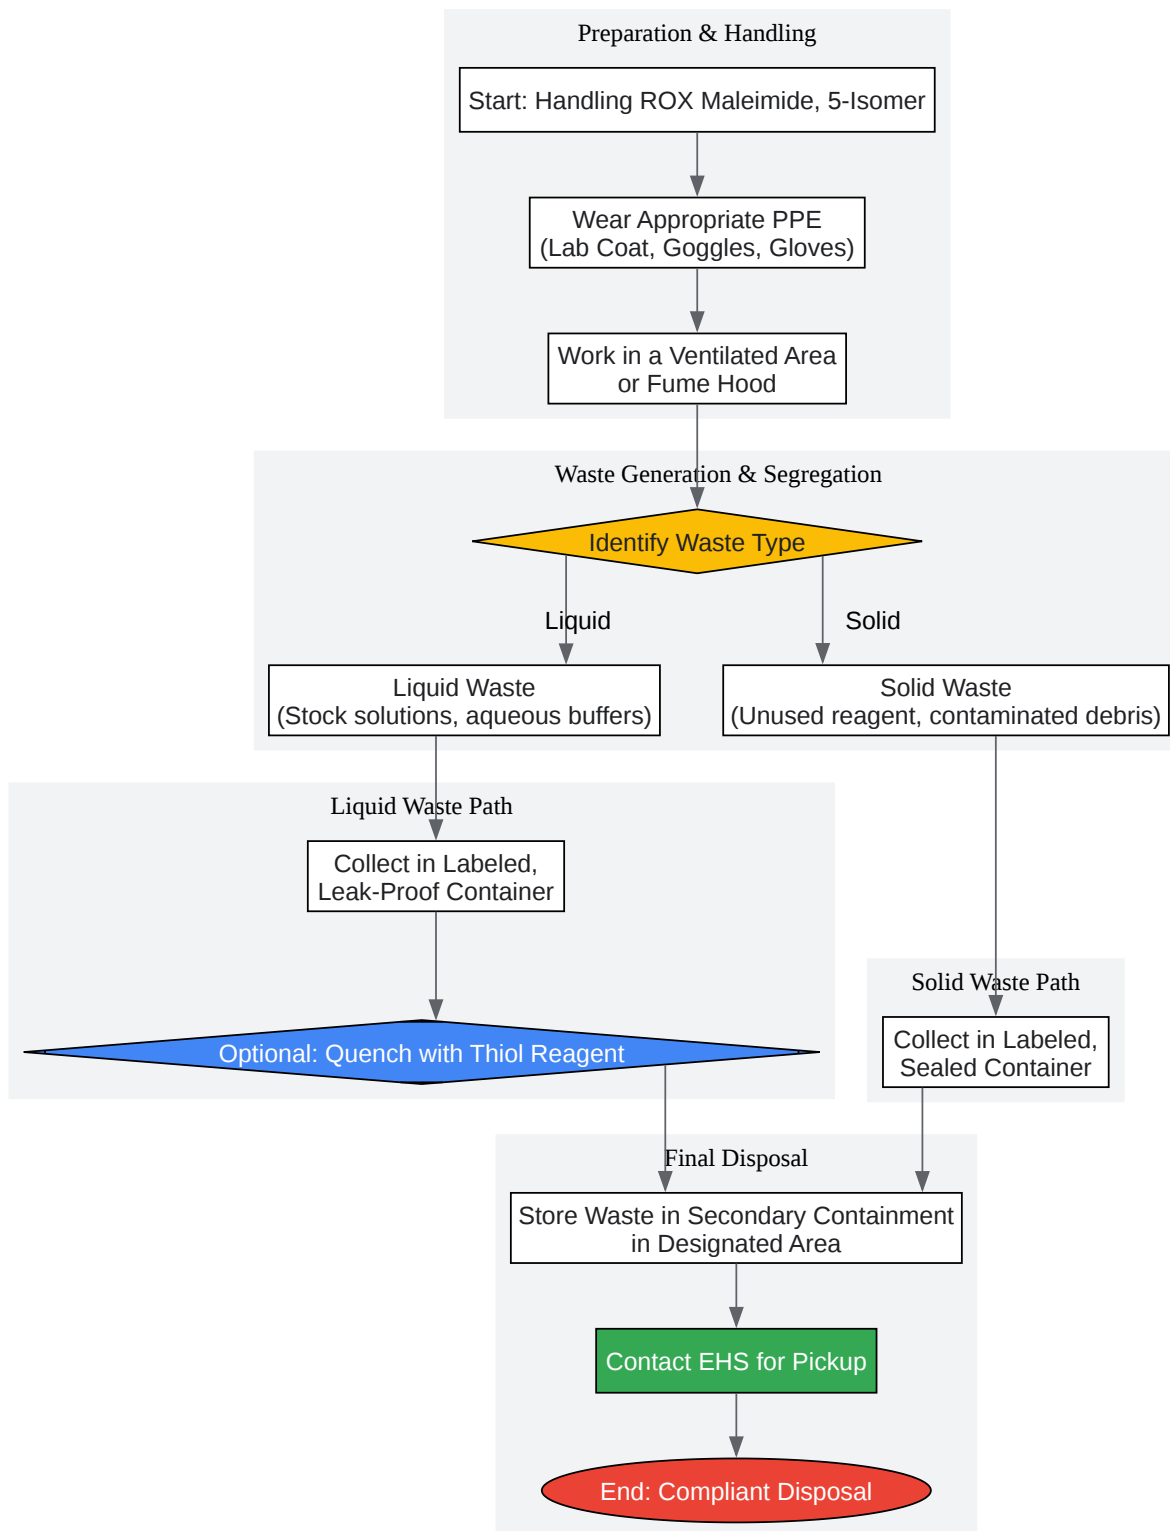 Preparation & Handling
Start: Handling ROX Maleimide, 5-Isomer
Wear Appropriate PPE
(Lab Coat, Goggles, Gloves)
Work in a Ventilated Area
or Fume Hood
Waste Generation & Segregation
Identify Waste Type
Liquid
Solid
Liquid Waste
(Stock solutions, aqueous buffers)
Solid Waste
(Unused reagent, contaminated debris)
Liquid Waste Path
Collect in Labeled,
Leak-Proof Container
Optional: Quench with Thiol Reagent
Solid Waste Path
Collect in Labeled,
Sealed Container
Final Disposal
Store Waste in Secondary Containment
in Designated Area
Contact EHS for Pickup
End: Compliant Disposal